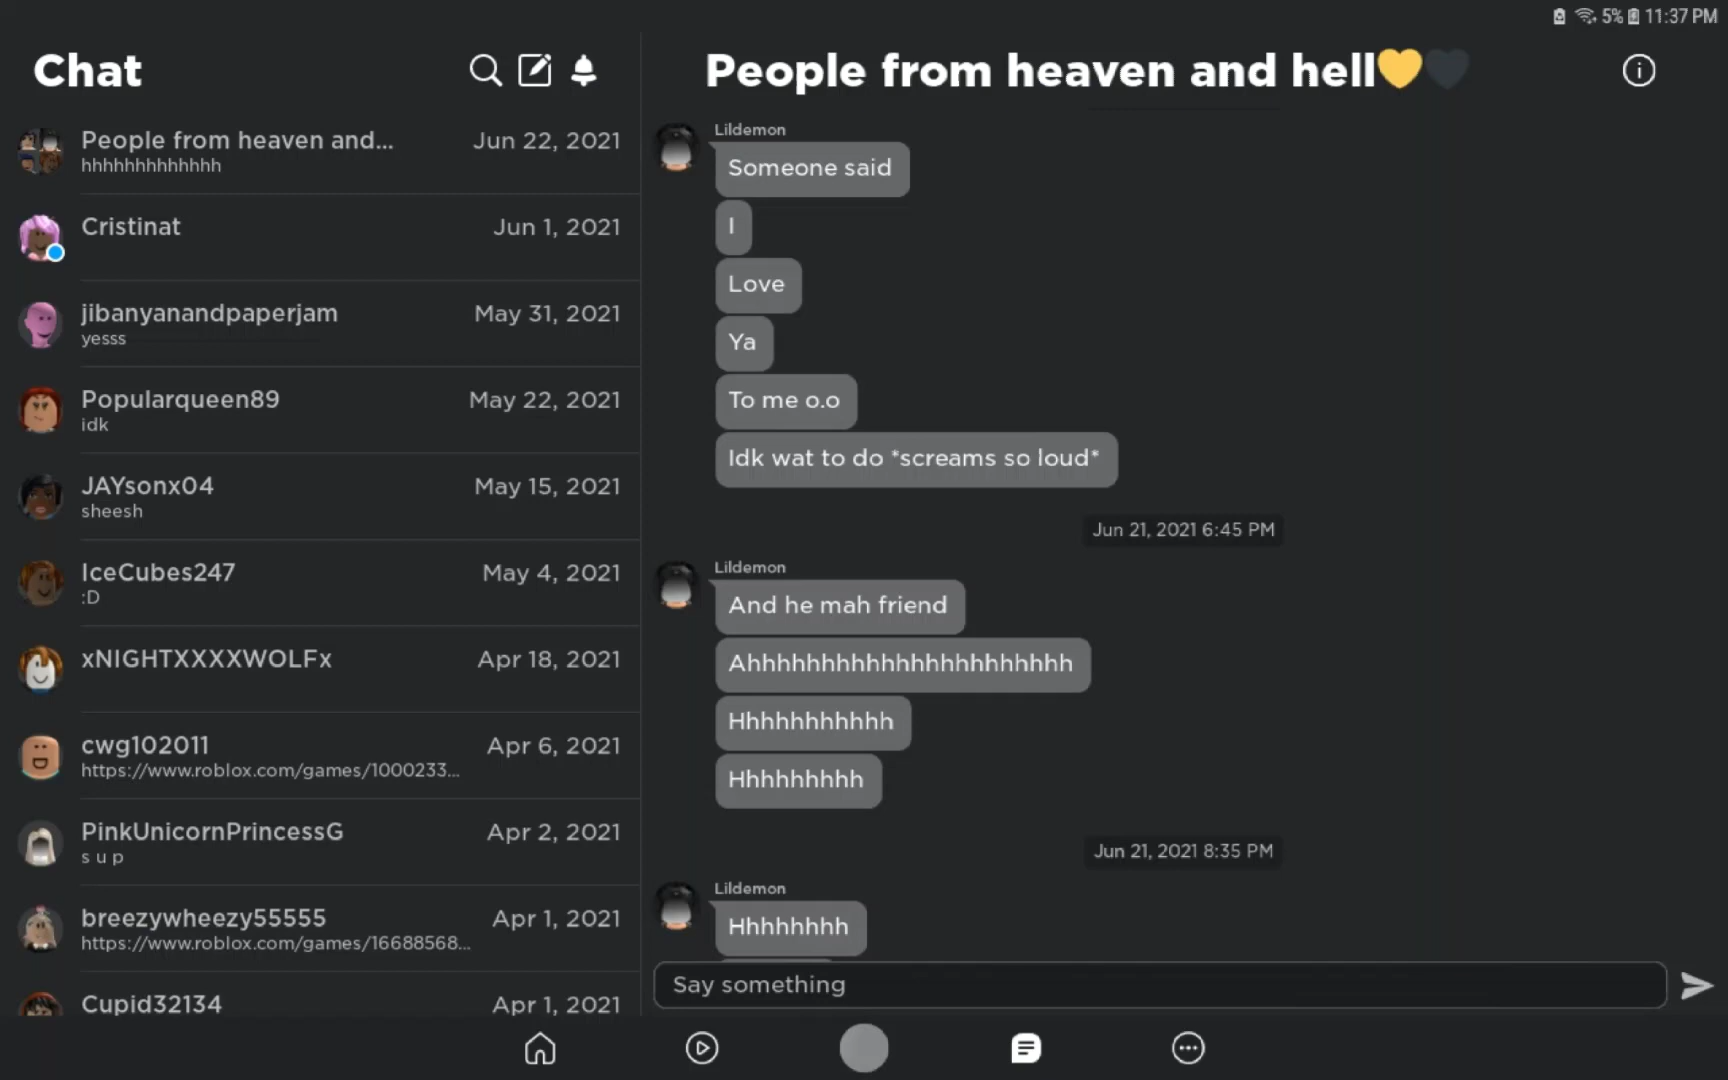 5% 11:37 PM
Chat
People from heaven and...
Jun 22, 2021
hhhhhhhhhhhhh
Cristinat
Jun 1, 2021
jibanyanandpaperjam
May 31, 2021
yesss
Popularqueen89
May 22, 2021
idk
JAYsonx04
May 15, 2021
sheesh
IceCubes247
May 4, 2021
:D
xNIGHTXXXXWOLFx
Apr 18, 2021
cwg102011
Apr 6, 2021
https://www.roblox.com/games/1000233...
PinkUnicornPrincessG
Apr 2, 2021
s u p
breezywheezy55555
Apr 1, 2021
https://www.roblox.com/games/16688568...
Cupid32134
Apr 1, 2021
People from heaven and hell💛🖤
Lildemon
Someone said
I
Love
Ya
To me o.o
Idk wat to do *screams so loud*
Jun 21, 2021 6:45 PM
Lildemon
And he mah friend
Ahhhhhhhhhhhhhhhhhhhhhh
Hhhhhhhhhhh
Hhhhhhhhh
Jun 21, 2021 8:35 PM
Lildemon
Hhhhhhhh
Say something